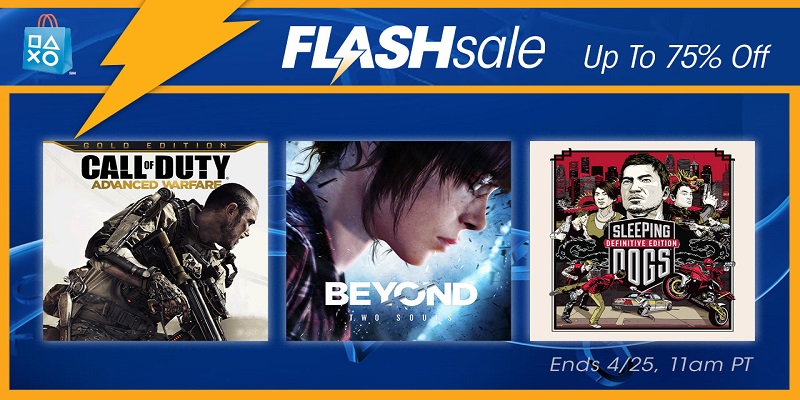 FLASHsale
Up To 75% Off
GOLD EDITION
CALL OF DUTY
ADVANCED WARFARE
BEYOND
TWO SOULS
SLEEPING
DEFINITIVE EDITION
DOGS
Ends 4/25, 11am PT